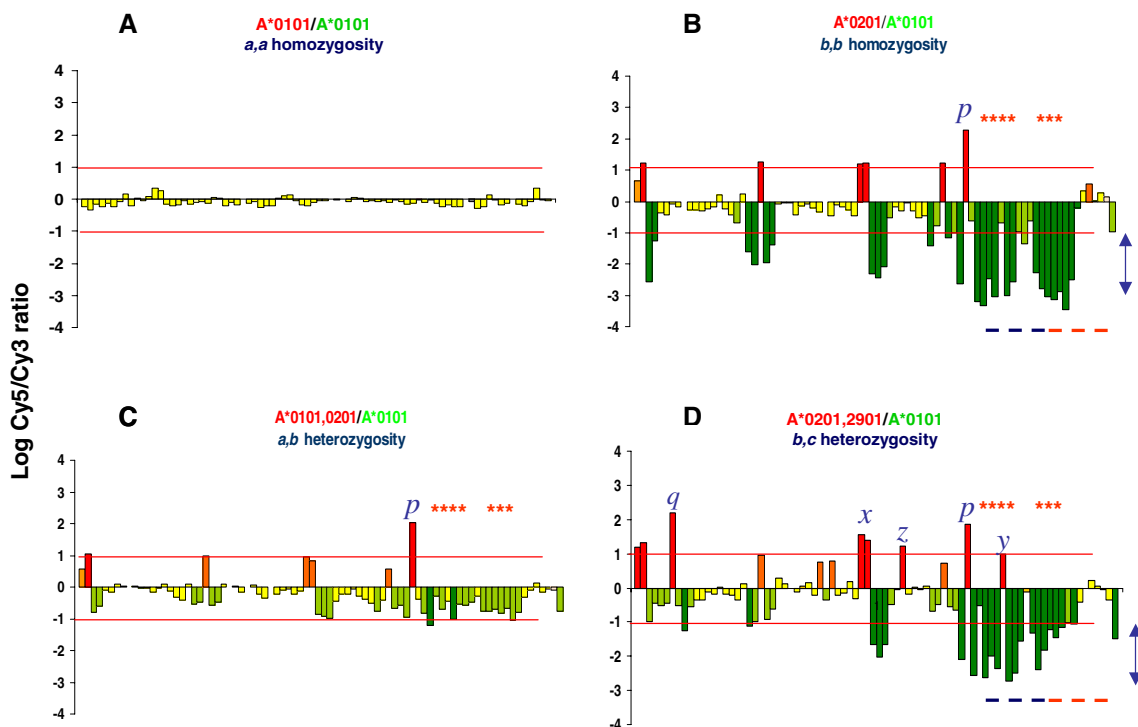 A
A*0101/A*0101
a,a homozygosity
4
3
2
1
0
-1
-2
-3
-4
B
A*0201/A*0101
b,b homozygosity
4
3
2
1
0
-1
-2
-3
-4
p
**** ***
Log Cy5/Cy3 ratio
C
A*0101,0201/A*0101
a,b heterozygosity
4
3
2
1
0
-1
-2
-3
-4
p
**** ***
D
A*0201,2901/A*0101
b,c heterozygosity
4
3
2
1
0
-1
-2
-3
-4
q
x
z
p
**** ***
y